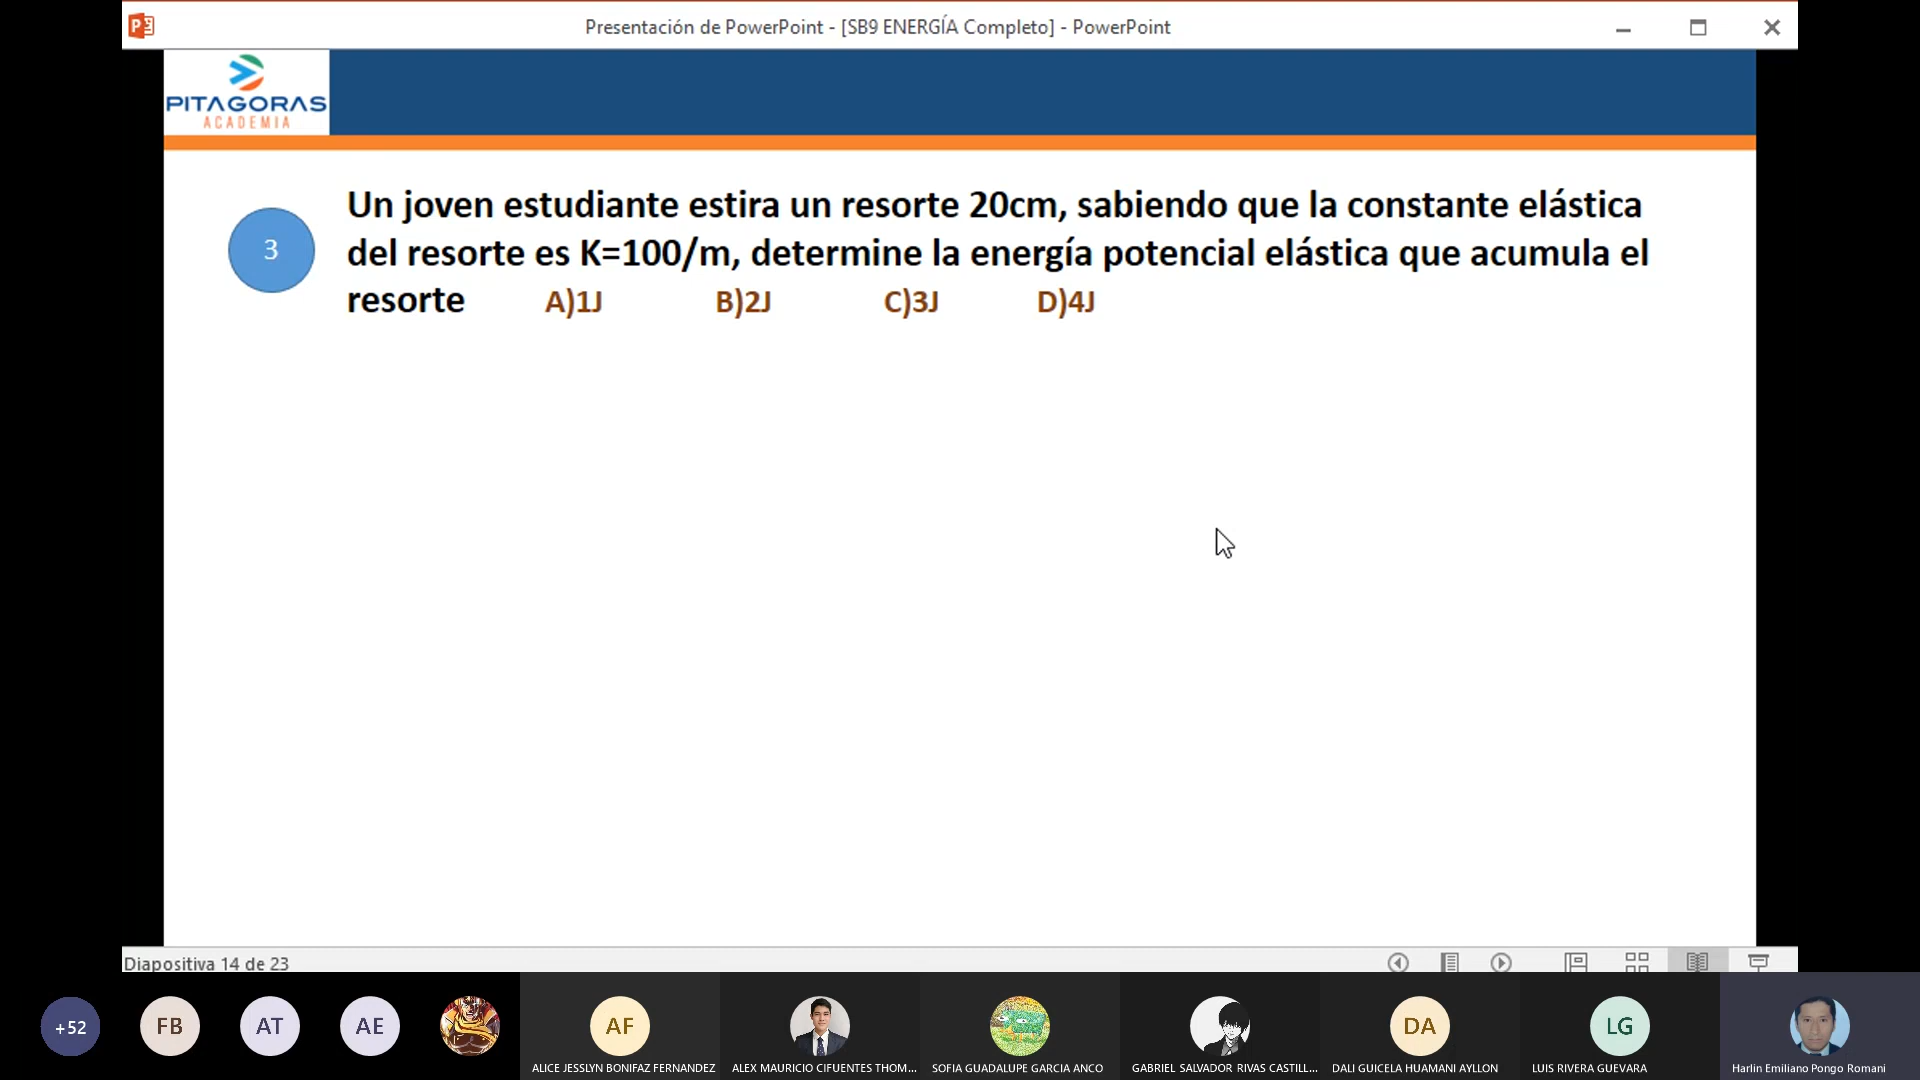 Presentación de PowerPoint - [SB9 ENERGÍA Completo] - PowerPoint
PITAGORAS
ACADEMIA
3
Un joven estudiante estira un resorte 20cm, sabiendo que la constante elástica
del resorte es K=100/m, determine la energía potencial elástica que acumula el
resorte A)1J B)2J C)3J D)4J
Diapositiva 14 de 23
+52 FB AT AE AF DA LG
ALICE JESSLYN BONIFAZ FERNANDEZ ALEX MAURICIO CIFUENTES THOM... SOFIA GUADALUPE GARCIA ANCO GABRIEL SALVADOR RIVAS CASTILL... DALI GUICELA HUAMANI AYLLON LUIS RIVERA GUEVARA Harlin Emiliano Pongo Romani